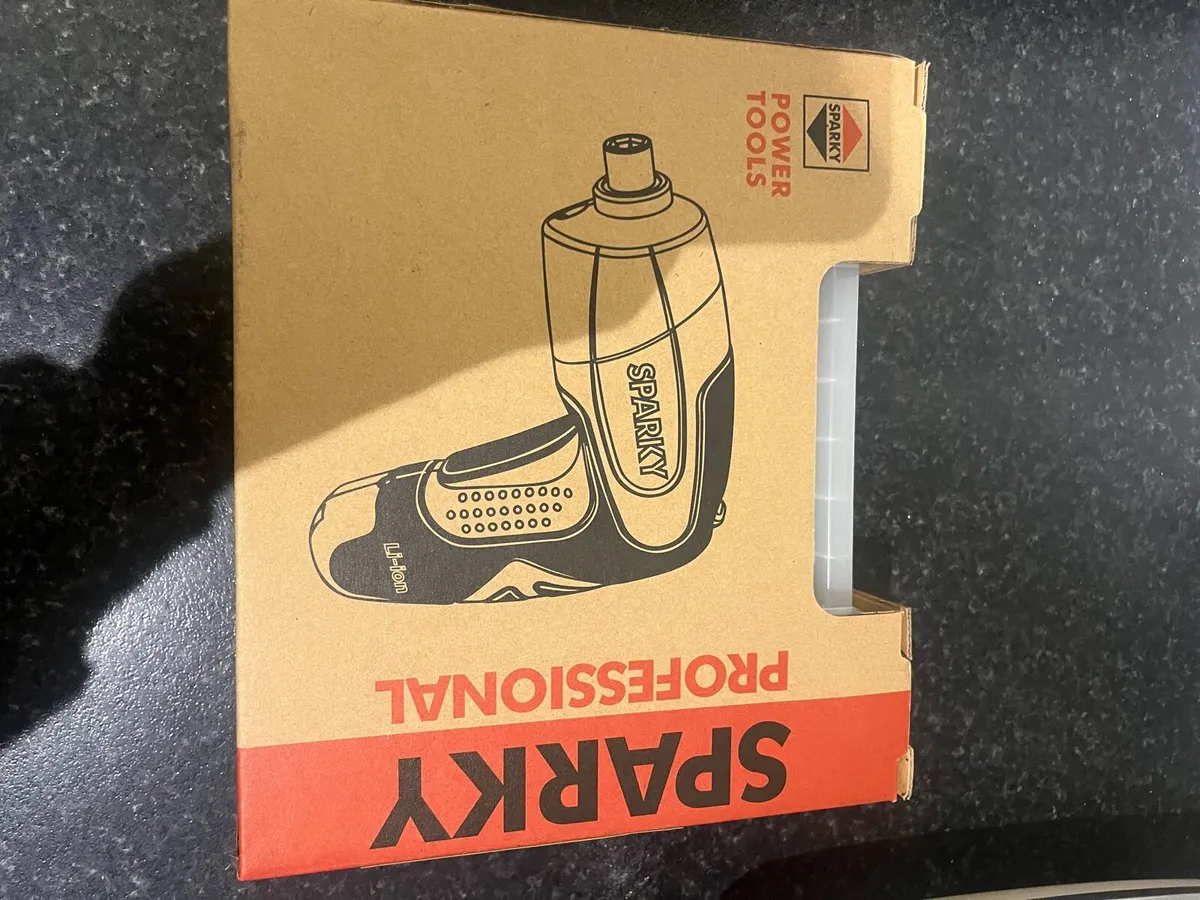 SPARKY
POWER
TOOLS
SPARKY
Li-ion
SPARKY
PROFESSIONAL